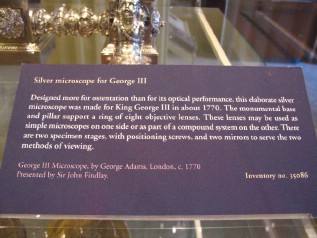 Silver microscope for George III
Designed more for ostentation than for its optical performance, this elaborate silver
microscope was made for King George III in about 1770. The monumental base
and pillar support a ring of eight objective lenses. These lenses may be used as
simple microscopes on one side or as part of a compound system on the other. There
are two specimen stages, with positioning screws, and two mirrors to serve the two
methods of viewing.
George III Microscope, by George Adams, London, c. 1770
Presented by Sir John Findlay.
Inventory no. 35086